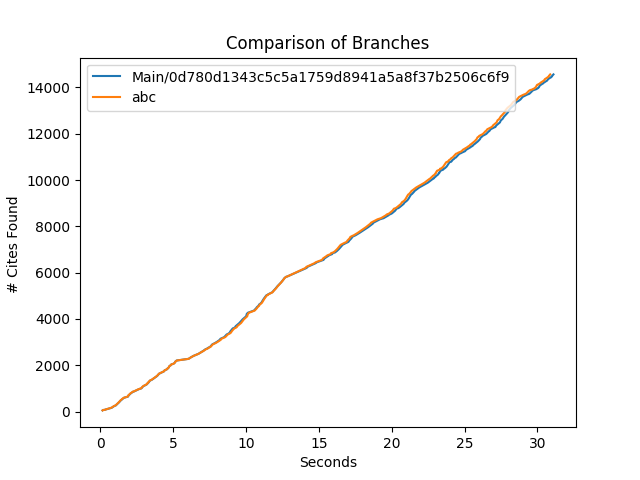 Comparison of Branches
Main/0d780d1343c5c5a1759d8941a5a8f37b2506c6f9
abc
14000
12000
10000
8000
6000
4000
2000
0
# Cites Found
0 5 10 15 20 25 30
Seconds